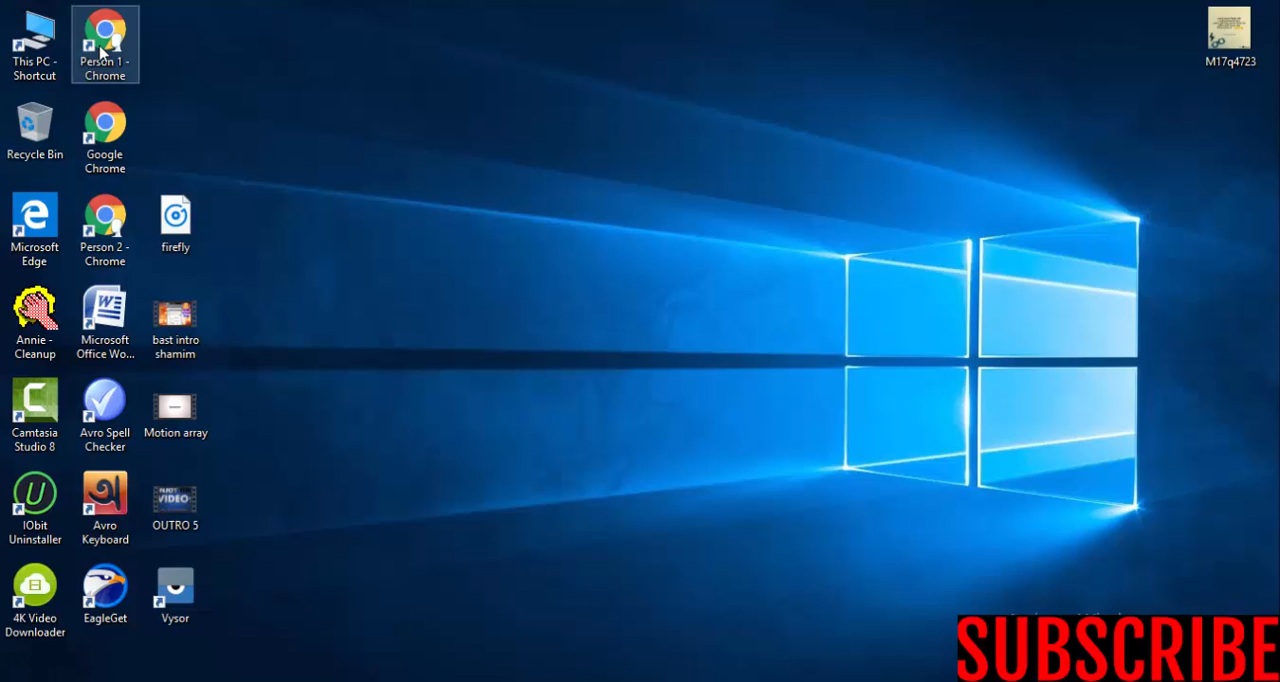 This PC -
Shortcut
Person 1 -
Chrome
M17q4723
Recycle Bin
Google
Chrome
Microsoft
Edge
Person 2 -
Chrome
firefly
Annie -
Cleanup
Microsoft
Office Wo...
bast intro
shamim
Camtasia
Studio 8
Avro Spell
Checker
Motion array
IObit
Uninstaller
Avro
Keyboard
OUTRO 5
4K Video
Downloader
EagleGet
Vysor
SUBSCRIBE